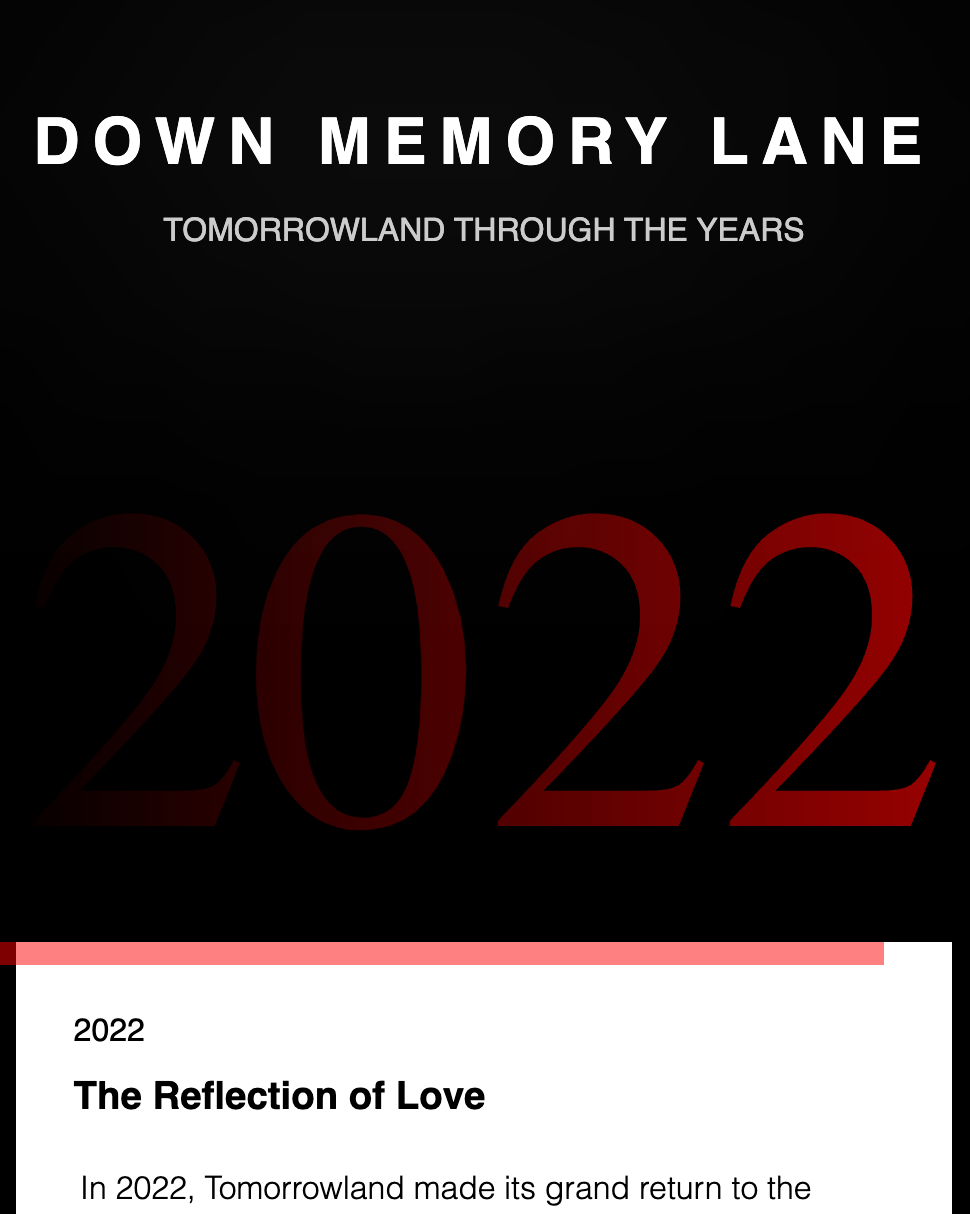 DOWN MEMORY LANE
TOMORROWLAND THROUGH THE YEARS
2022
2022
The Reflection of Love
In 2022, Tomorrowland made its grand return to the